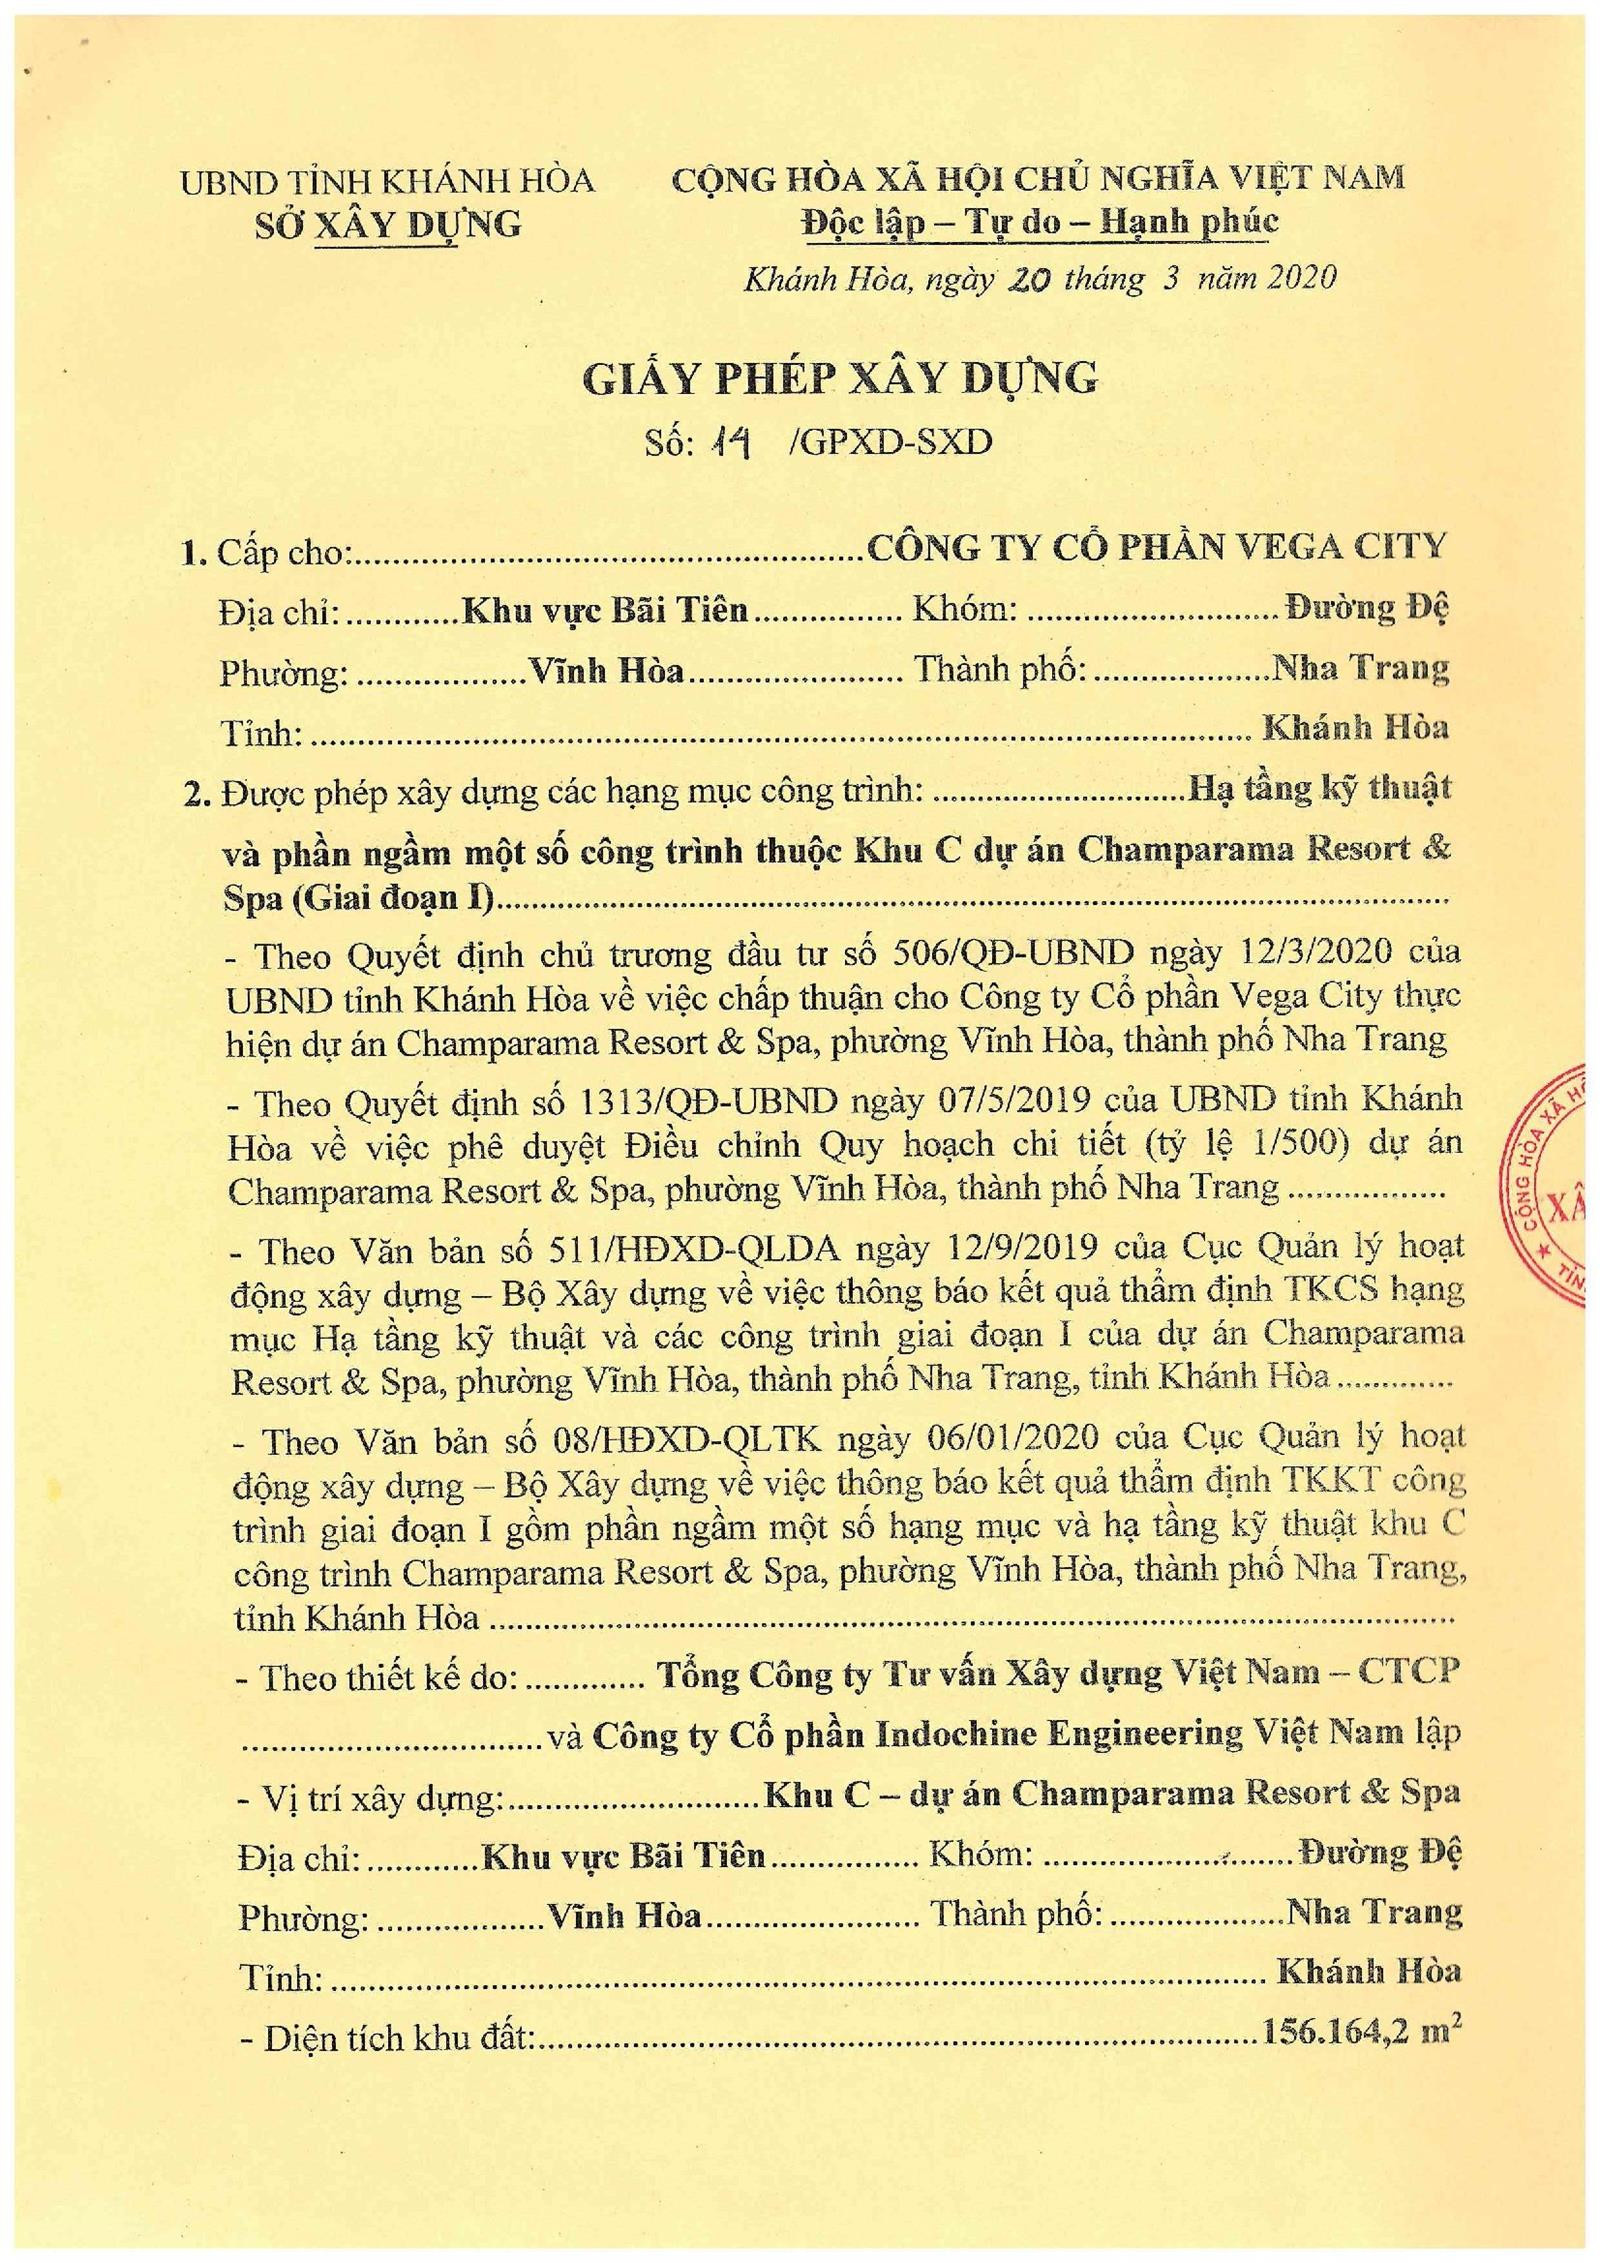 UBND TỈNH KHÁNH HÒA
SỞ XÂY DỰNG
CỘNG HÒA XÃ HỘI CHỦ NGHĨA VIỆT NAM
Độc lập – Tự do – Hạnh phúc
Khánh Hòa, ngày 20 tháng 3 năm 2020
GIẤY PHÉP XÂY DỰNG
Số: 19 /GPXD-SXD
1. Cấp cho:......................................................CÔNG TY CỔ PHẦN VEGA CITY
Địa chỉ:............Khu vực Bãi Tiên................ Khóm: ...........................Đường Đệ
Phường: ..................Vĩnh Hòa....................... Thành phố:...................Nha Trang
Tỉnh:.................................................................................................... Khánh Hòa
2. Được phép xây dựng các hạng mục công trình: ...........................Hạ tầng kỹ thuật
và phần ngầm một số công trình thuộc Khu C dự án Champarama Resort &
Spa (Giai đoạn I)......................................................................................................
- Theo Quyết định chủ trương đầu tư số 506/QĐ-UBND ngày 12/3/2020 của
UBND tỉnh Khánh Hòa về việc chấp thuận cho Công ty Cổ phần Vega City thực
hiện dự án Champarama Resort & Spa, phường Vĩnh Hòa, thành phố Nha Trang
- Theo Quyết định số 1313/QĐ-UBND ngày 07/5/2019 của UBND tỉnh Khánh
Hòa về việc phê duyệt Điều chỉnh Quy hoạch chi tiết (tỷ lệ 1/500) dự án
Champarama Resort & Spa, phường Vĩnh Hòa, thành phố Nha Trang .................
- Theo Văn bản số 511/HĐXD-QLDA ngày 12/9/2019 của Cục Quản lý hoạt
động xây dựng – Bộ Xây dựng về việc thông báo kết quả thẩm định TKCS hạng
mục Hạ tầng kỹ thuật và các công trình giai đoạn I của dự án Champarama
Resort & Spa, phường Vĩnh Hòa, thành phố Nha Trang, tỉnh Khánh Hòa.............
- Theo Văn bản số 08/HĐXD-QLTK ngày 06/01/2020 của Cục Quản lý hoạt
động xây dựng – Bộ Xây dựng về việc thông báo kết quả thẩm định TKKT công
trình giai đoạn I gồm phần ngầm một số hạng mục và hạ tầng kỹ thuật khu C
công trình Champarama Resort & Spa, phường Vĩnh Hòa, thành phố Nha Trang,
tỉnh Khánh Hòa .......................................................................................................
- Theo thiết kế do: ............. Tổng Công ty Tư vấn Xây dựng Việt Nam – CTCP
................................và Công ty Cổ phần Indochine Engineering Việt Nam lập
- Vị trí xây dựng:...........................Khu C – dự án Champarama Resort & Spa
Địa chỉ:............Khu vực Bãi Tiên................ Khóm: ...........................Đường Đệ
Phường: ..................Vĩnh Hòa....................... Thành phố:...................Nha Trang
Tỉnh:.................................................................................................... Khánh Hòa
- Diện tích khu đất:.............................................................................156.164,2 m²
CỘNG HÒA XÃ